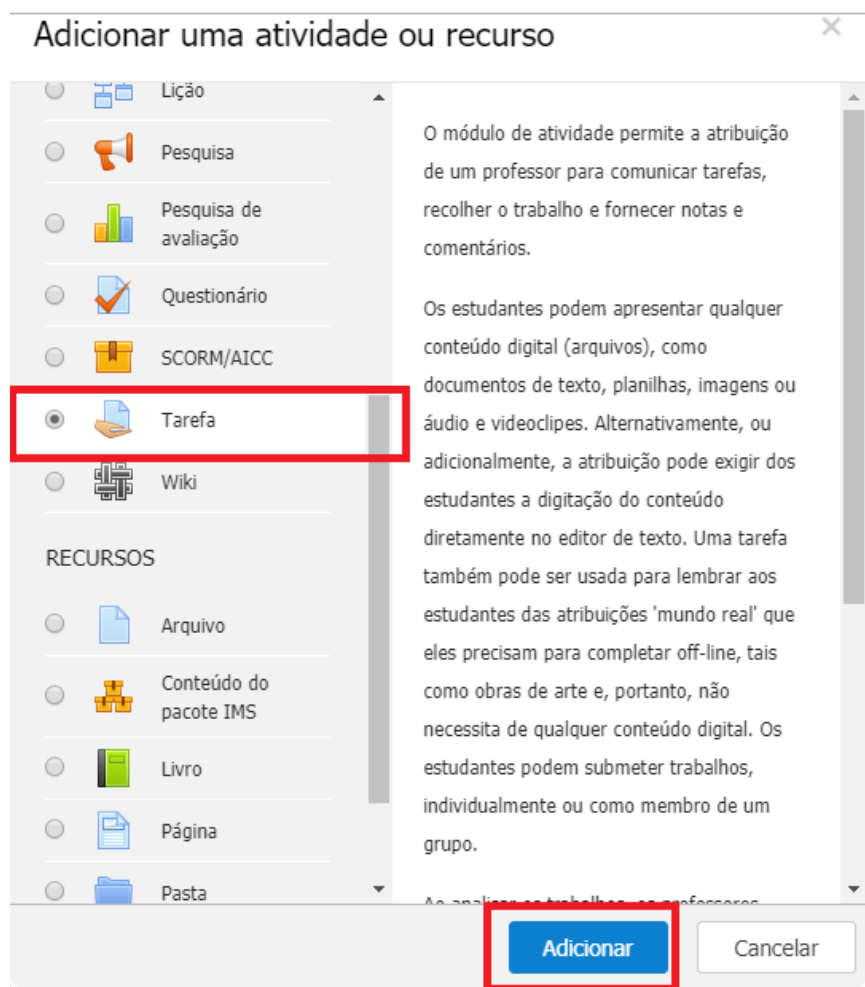 Adicionar uma atividade ou recurso
×
Lição
Pesquisa
Pesquisa de
avaliação
Questionário
SCORM/AICC
Tarefa
Wiki
RECURSOS
Arquivo
Conteúdo do
pacote IMS
Livro
Página
Pasta
O módulo de atividade permite a atribuição
de um professor para comunicar tarefas,
recolher o trabalho e fornecer notas e
comentários.
Os estudantes podem apresentar qualquer
conteúdo digital (arquivos), como
documentos de texto, planilhas, imagens ou
áudio e videoclipes. Alternativamente, ou
adicionalmente, a atribuição pode exigir dos
estudantes a digitação do conteúdo
diretamente no editor de texto. Uma tarefa
também pode ser usada para lembrar aos
estudantes das atribuições 'mundo real' que
eles precisam para completar off-line, tais
como obras de arte e, portanto, não
necessita de qualquer conteúdo digital. Os
estudantes podem submeter trabalhos,
individualmente ou como membro de um
grupo.
Ao analisar os trabalhos, os professores
Adicionar
Cancelar